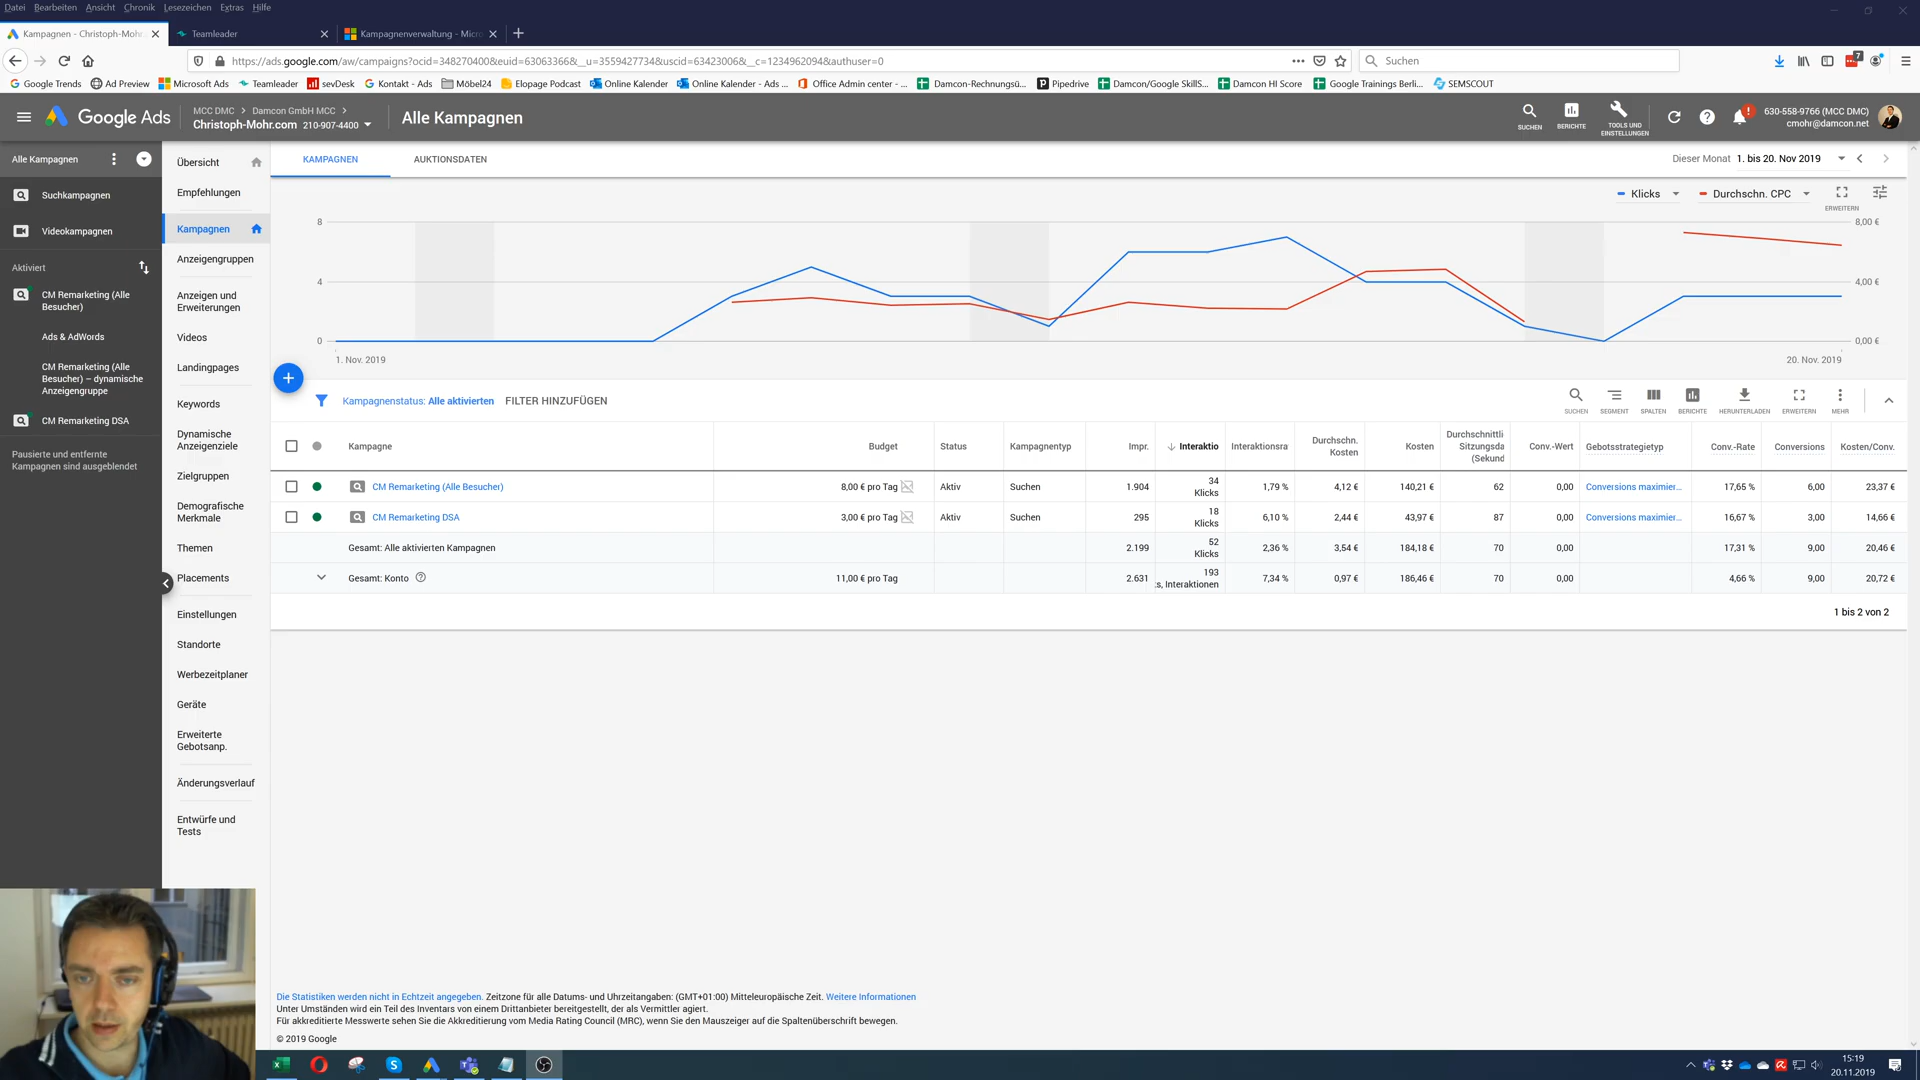 Datei Bearbeiten Ansicht Chronik Lesezeichen Extras Hilfe
Kampagnen - Christoph-Mohr
Teamleader
Kampagnenverwaltung - Micro
https://ads.google.com/aw/campaigns?ocid=348270400&euid=63063366&__u=3559427734&uscid=63423006&__c=1234962094&authuser=0
Suchen
7
Google Trends Ad Preview Microsoft Ads Teamleader sevDesk Kontakt - Ads Möbel24 Elopage Podcast Online Kalender Online Kalender - Ads ... Office Admin center - ... Damcon-Rechnungsü... Pipedrive Damcon/Google SkillS... Damcon HI Score Google Trainings Berli... SEMSCOUT
Google Ads
MCC DMC > Damcon GmbH MCC >
Christoph-Mohr.com 210-907-4400
Alle Kampagnen
SUCHEN
BERICHTE
TOOLS UND
EINSTELLUNGEN
!
630-558-9766 (MCC DMC)
cmohr@damcon.net
Alle Kampagnen
Suchkampagnen
Videokampagnen
Aktiviert
CM Remarketing (Alle
Besucher)
Ads & AdWords
CM Remarketing (Alle
Besucher) – dynamische
Anzeigengruppe
CM Remarketing DSA
Pausierte und entfernte
Kampagnen sind ausgeblendet
Übersicht
Empfehlungen
Kampagnen
Anzeigengruppen
Anzeigen und
Erweiterungen
Videos
Landingpages
Keywords
Dynamische
Anzeigenziele
Zielgruppen
Demografische
Merkmale
Themen
Placements
Einstellungen
Standorte
Werbezeitplaner
Geräte
Erweiterte
Gebotsanp.
Änderungsverlauf
Entwürfe und
Tests
KAMPAGNEN
AUKTIONSDATEN
Dieser Monat 1. bis 20. Nov 2019
Klicks
Durchschn. CPC
ERWEITERN
8
4
0
8,00 €
4,00 €
0,00 €
1. Nov. 2019
20. Nov. 2019
Kampagnenstatus: Alle aktivierten FILTER HINZUFÜGEN
SUCHEN SEGMENT SPALTEN BERICHTE HERUNTERLADEN ERWEITERN MEHR
Kampagne Budget Status Kampagnentyp Impr. Interaktio Interaktionsra Durchschn. Kosten Kosten Durchschnittli Sitzungsda (Sekund Conv.-Wert Gebotsstrategietyp Conv.-Rate Conversions Kosten/Conv.
CM Remarketing (Alle Besucher) 8,00 € pro Tag Aktiv Suchen 1.904 34 Klicks 1,79 % 4,12 € 140,21 € 62 0,00 Conversions maximier... 17,65 % 6,00 23,37 €
CM Remarketing DSA 3,00 € pro Tag Aktiv Suchen 295 18 Klicks 6,10 % 2,44 € 43,97 € 87 0,00 Conversions maximier... 16,67 % 3,00 14,66 €
Gesamt: Alle aktivierten Kampagnen 2.199 52 Klicks 2,36 % 3,54 € 184,18 € 70 0,00 17,31 % 9,00 20,46 €
Gesamt: Konto 11,00 € pro Tag 2.631 193 s, Interaktionen 7,34 % 0,97 € 186,46 € 70 0,00 4,66 % 9,00 20,72 €
1 bis 2 von 2
Die Statistiken werden nicht in Echtzeit angegeben. Zeitzone für alle Datums- und Uhrzeitangaben: (GMT+01:00) Mitteleuropäische Zeit. Weitere Informationen
Unter Umständen wird ein Teil des Inventars von einem Drittanbieter bereitgestellt, der als Vermittler agiert.
Für akkreditierte Messwerte sehen Sie die Akkreditierung vom Media Rating Council (MRC), wenn Sie den Mauszeiger auf die Spaltenüberschrift bewegen.
© 2019 Google
15:19
20.11.2019